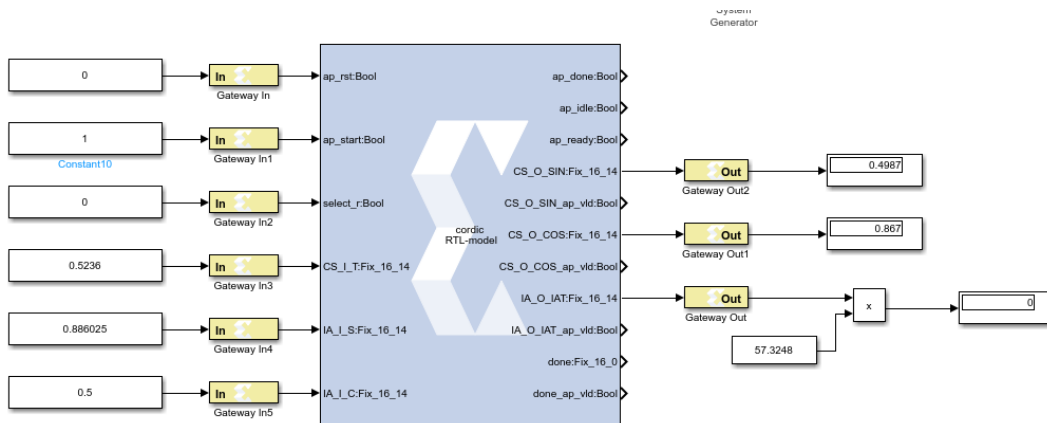 System
Generator
0
In
Gateway In
ap_rst:Bool
ap_done:Bool
ap_idle:Bool
1
Constant10
In
Gateway In1
ap_start:Bool
ap_ready:Bool
CS_O_SIN:Fix_16_14
Out
Gateway Out2
0.4987
0
In
Gateway In2
select_r:Bool
CS_O_SIN_ap_vld:Bool
cordic
RTL-model
CS_O_COS:Fix_16_14
Out
Gateway Out1
0.867
0.5236
In
Gateway In3
CS_I_T:Fix_16_14
CS_O_COS_ap_vld:Bool
IA_O_IAT:Fix_16_14
Out
Gateway Out
x
0
0.886025
In
Gateway In4
IA_I_S:Fix_16_14
IA_O_IAT_ap_vld:Bool
57.3248
done:Fix_16_0
0.5
In
Gateway In5
IA_I_C:Fix_16_14
done_ap_vld:Bool